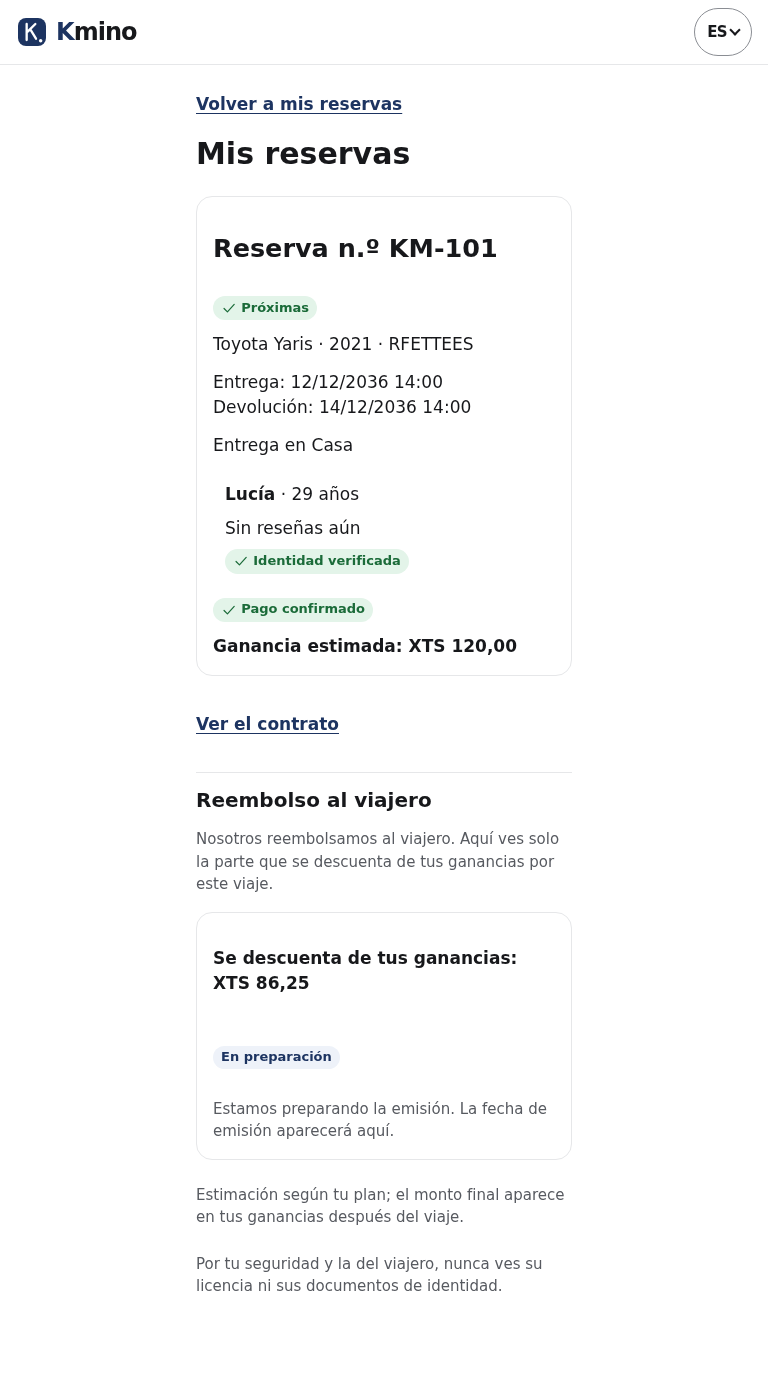 Kmino
ES
Volver a mis reservas
Mis reservas
Reserva n.º KM-101
Próximas
Toyota Yaris · 2021 · RFETTEES
Entrega: 12/12/2036 14:00
Devolución: 14/12/2036 14:00
Entrega en Casa
Lucía · 29 años
Sin reseñas aún
Identidad verificada
Pago confirmado
Ganancia estimada: XTS 120,00
Ver el contrato
Reembolso al viajero
Nosotros reembolsamos al viajero. Aquí ves solo
la parte que se descuenta de tus ganancias por
este viaje.
Se descuenta de tus ganancias:
XTS 86,25
En preparación
Estamos preparando la emisión. La fecha de
emisión aparecerá aquí.
Estimación según tu plan; el monto final aparece
en tus ganancias después del viaje.
Por tu seguridad y la del viajero, nunca ves su
licencia ni sus documentos de identidad.